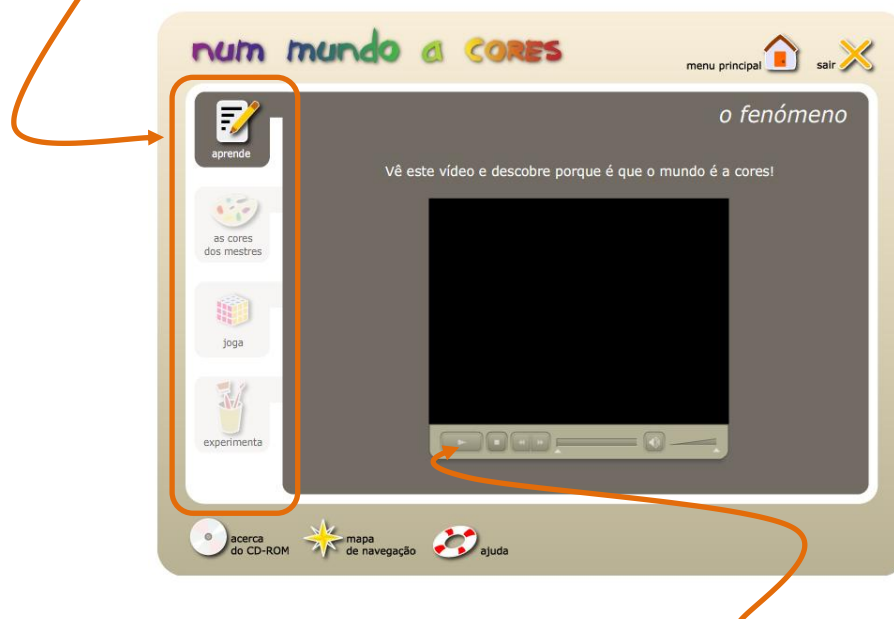 num mundo a CORES
menu principal
sair
aprende
o fenómeno
Vê este vídeo e descobre porque é que o mundo é a cores!
as cores
dos mestres
joga
experimenta
acerca
do CD-ROM
mapa
de navegação
ajuda